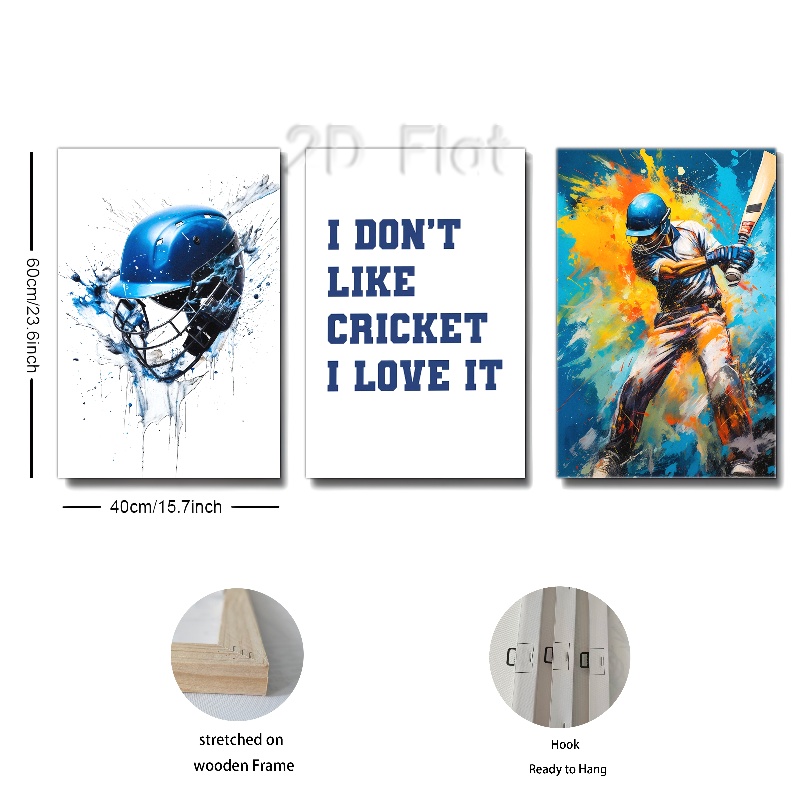 2D Flat
60cm/23.6inch
I DON'T
LIKE
CRICKET
I LOVE IT
40cm/15.7inch
stretched on
wooden Frame
Hook
Ready to Hang